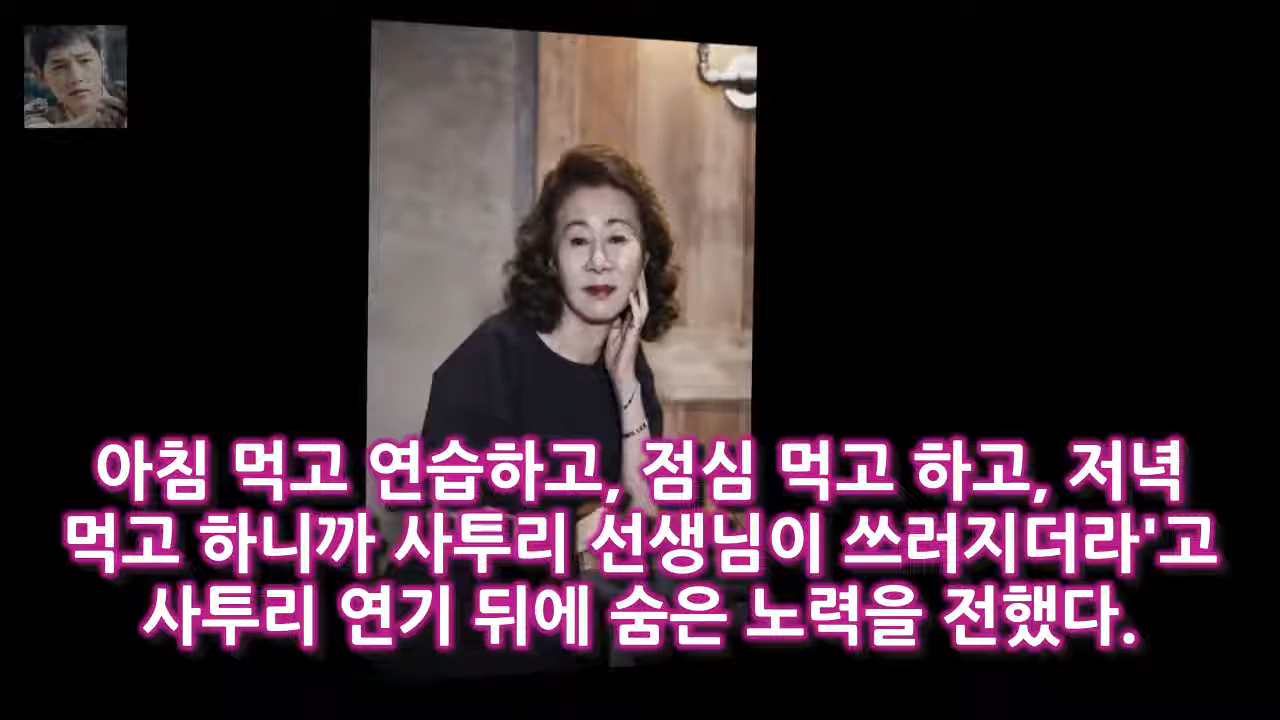 아침 먹고 연습하고, 점심 먹고 하고, 저녁
먹고 하니까 사투리 선생님이 쓰러지더라'고
사투리 연기 뒤에 숨은 노력을 전했다.